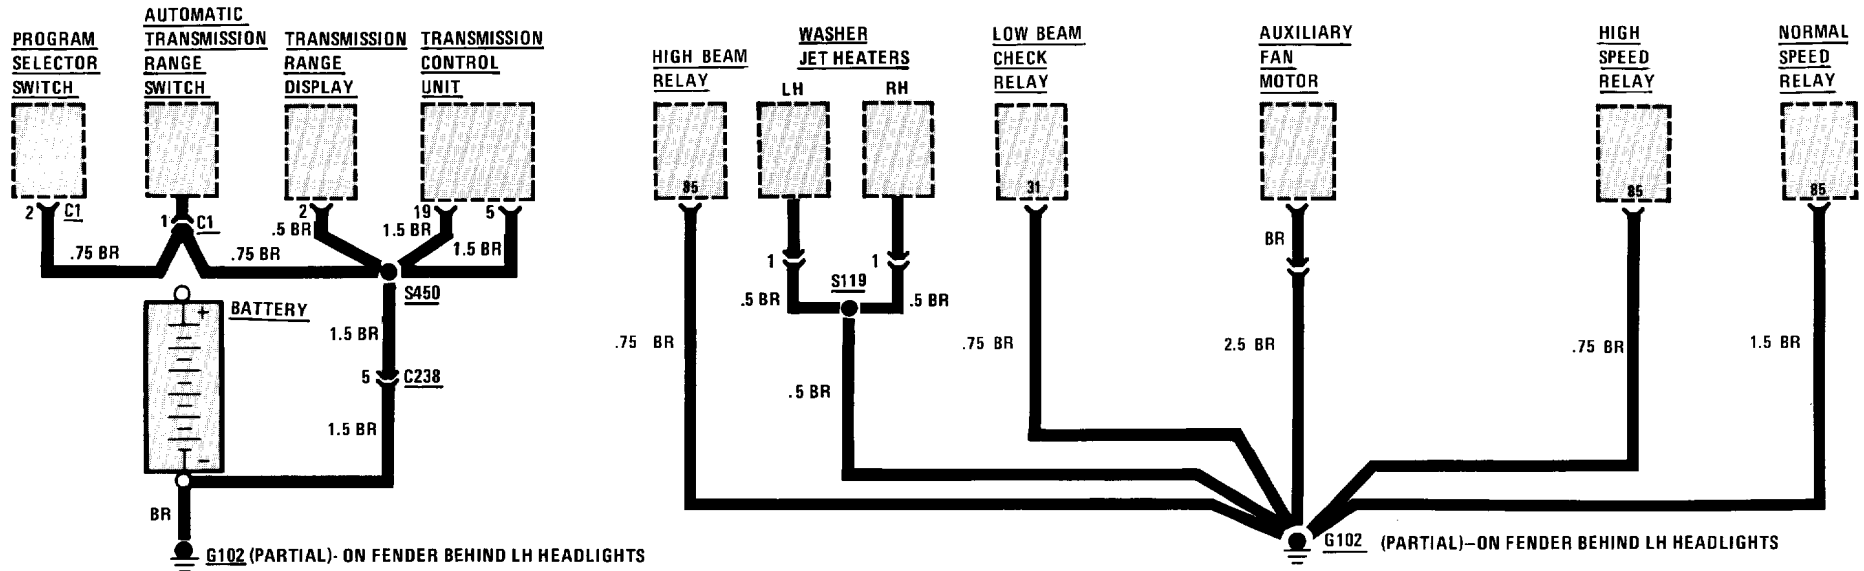 PROGRAM
SELECTOR
SWITCH
AUTOMATIC
TRANSMISSION
RANGE
SWITCH
TRANSMISSION
RANGE
DISPLAY
TRANSMISSION
CONTROL
UNIT
HIGH BEAM
RELAY
WASHER
JET HEATERS
LH
RH
LOW BEAM
CHECK
RELAY
AUXILIARY
FAN
MOTOR
HIGH
SPEED
RELAY
NORMAL
SPEED
RELAY
85
31
85
85
2
C1
1
C1
2
19
5
.5 BR
1.5 BR
1.5 BR
.75 BR
.75 BR
BR
1
1
S119
S450
.5 BR
.5 BR
BATTERY
+
1.5 BR
.75 BR
.75 BR
2.5 BR
.75 BR
1.5 BR
5
C238
.5 BR
1.5 BR
−
BR
G102 (PARTIAL)- ON FENDER BEHIND LH HEADLIGHTS
G102 (PARTIAL)–ON FENDER BEHIND LH HEADLIGHTS